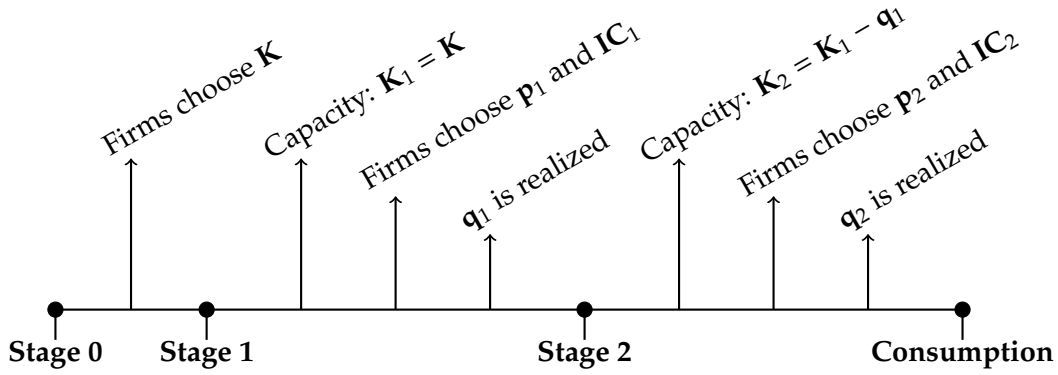 Firms choose K
Capacity: K₁ = K
Firms choose p₁ and IC₁
q₁ is realized
Capacity: K₂ = K₁ − q₁
Firms choose p₂ and IC₂
q₂ is realized
Stage 0
Stage 1
Stage 2
Consumption